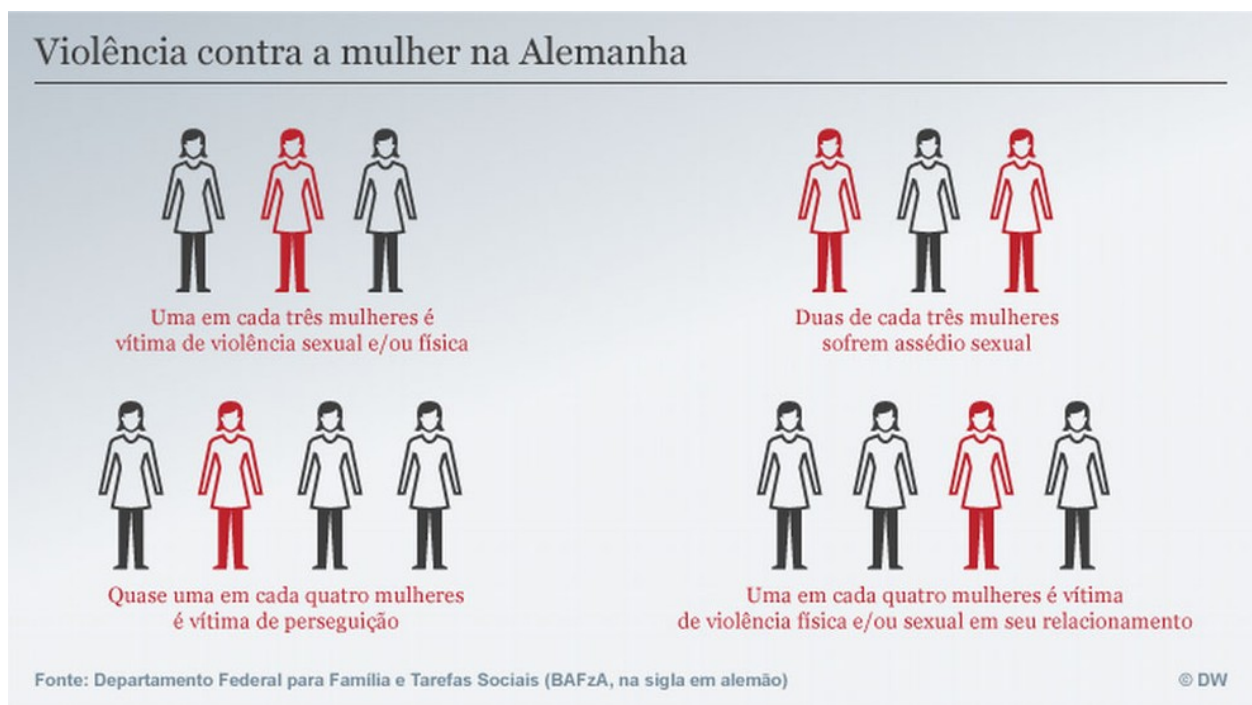 Violência contra a mulher na Alemanha
Uma em cada três mulheres é
vítima de violência sexual e/ou física
Duas de cada três mulheres
sofrem assédio sexual
Quase uma em cada quatro mulheres
é vítima de perseguição
Uma em cada quatro mulheres é vítima
de violência física e/ou sexual em seu relacionamento
Fonte: Departamento Federal para Família e Tarefas Sociais (BAFzA, na sigla em alemão)
© DW